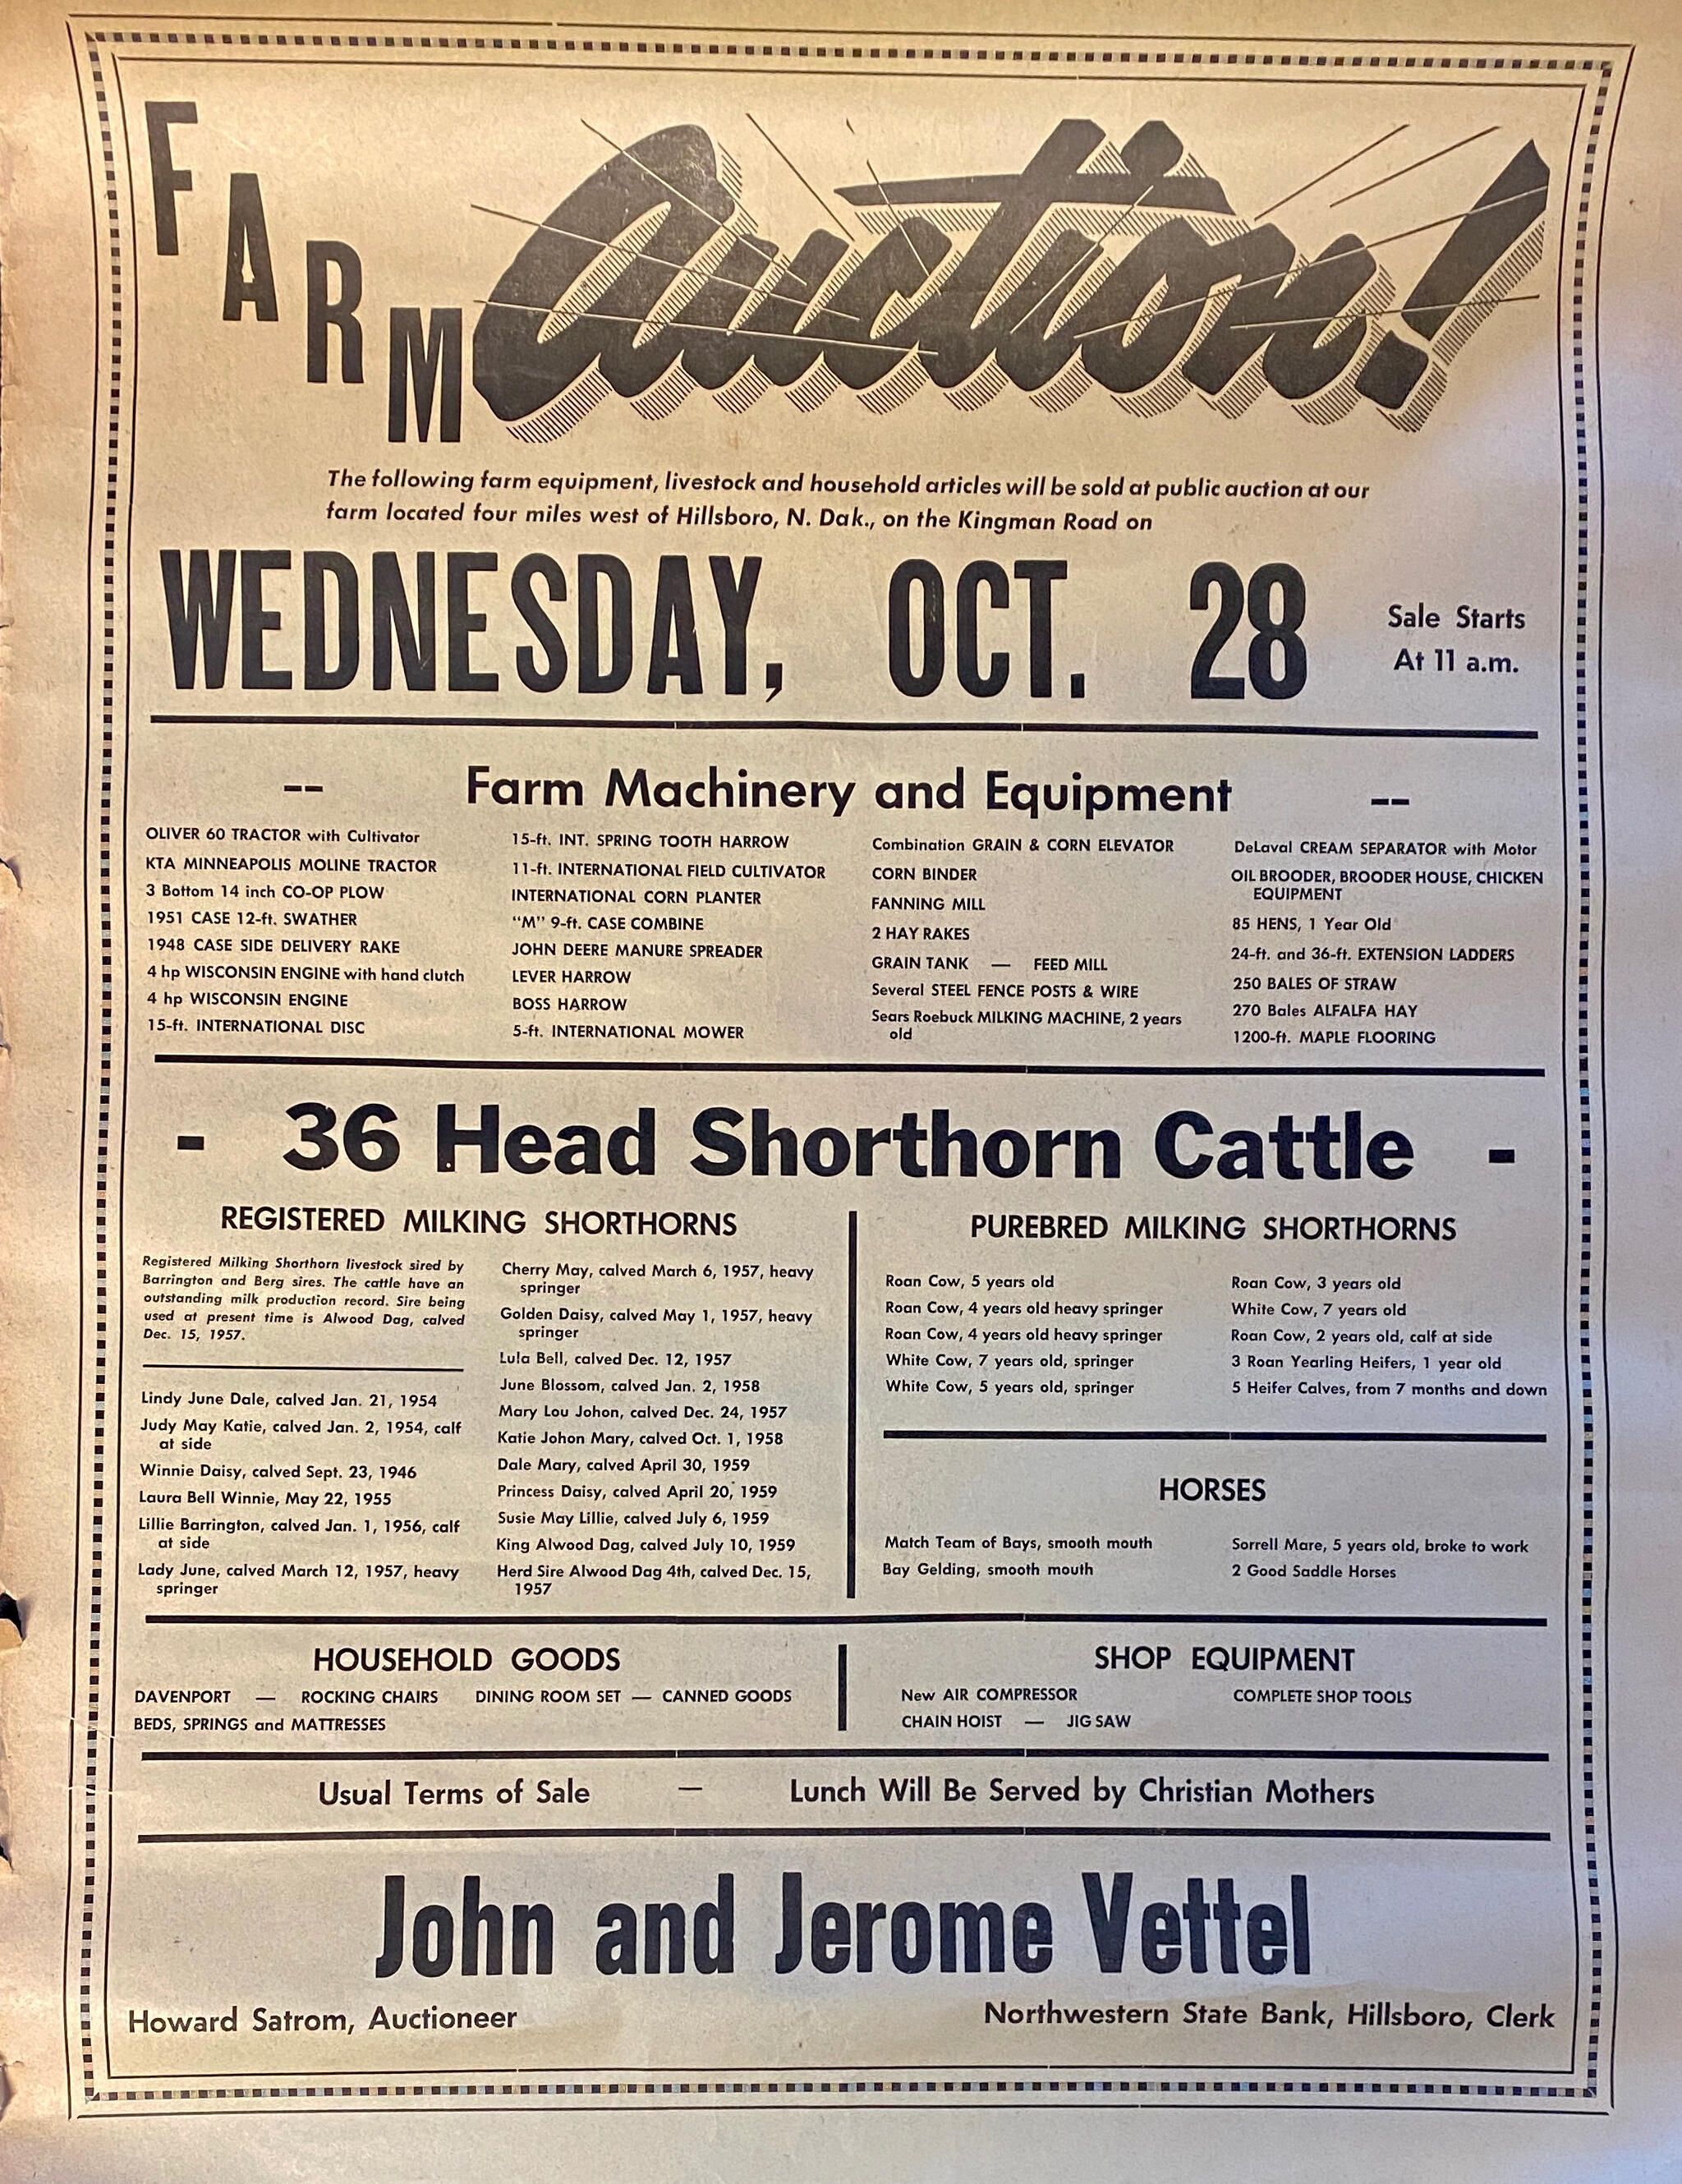 FARM Auction!
The following farm equipment, livestock and household articles will be sold at public auction at our
farm located four miles west of Hillsboro, N. Dak., on the Kingman Road on
WEDNESDAY, OCT. 28
Sale Starts
At 11 a.m.
-- Farm Machinery and Equipment --
OLIVER 60 TRACTOR with Cultivator
KTA MINNEAPOLIS MOLINE TRACTOR
3 Bottom 14 inch CO-OP PLOW
1951 CASE 12-ft. SWATHER
1948 CASE SIDE DELIVERY RAKE
4 hp WISCONSIN ENGINE with hand clutch
4 hp WISCONSIN ENGINE
15-ft. INTERNATIONAL DISC
15-ft. INT. SPRING TOOTH HARROW
11-ft. INTERNATIONAL FIELD CULTIVATOR
INTERNATIONAL CORN PLANTER
"M" 9-ft. CASE COMBINE
JOHN DEERE MANURE SPREADER
LEVER HARROW
BOSS HARROW
5-ft. INTERNATIONAL MOWER
Combination GRAIN & CORN ELEVATOR
CORN BINDER
FANNING MILL
2 HAY RAKES
GRAIN TANK — FEED MILL
Several STEEL FENCE POSTS & WIRE
Sears Roebuck MILKING MACHINE, 2 years
old
DeLaval CREAM SEPARATOR with Motor
OIL BROODER, BROODER HOUSE, CHICKEN
EQUIPMENT
85 HENS, 1 Year Old
24-ft. and 36-ft. EXTENSION LADDERS
250 BALES OF STRAW
270 Bales ALFALFA HAY
1200-ft. MAPLE FLOORING
- 36 Head Shorthorn Cattle -
REGISTERED MILKING SHORTHORNS
Registered Milking Shorthorn livestock sired by
Barrington and Berg sires. The cattle have an
outstanding milk production record. Sire being
used at present time is Alwood Dag, calved
Dec. 15, 1957.
Lindy June Dale, calved Jan. 21, 1954
Judy May Katie, calved Jan. 2, 1954, calf
at side
Winnie Daisy, calved Sept. 23, 1946
Laura Bell Winnie, May 22, 1955
Lillie Barrington, calved Jan. 1, 1956, calf
at side
Lady June, calved March 12, 1957, heavy
springer
Cherry May, calved March 6, 1957, heavy
springer
Golden Daisy, calved May 1, 1957, heavy
springer
Lula Bell, calved Dec. 12, 1957
June Blossom, calved Jan. 2, 1958
Mary Lou Johon, calved Dec. 24, 1957
Katie Johon Mary, calved Oct. 1, 1958
Dale Mary, calved April 30, 1959
Princess Daisy, calved April 20, 1959
Susie May Lillie, calved July 6, 1959
King Alwood Dag, calved July 10, 1959
Herd Sire Alwood Dag 4th, calved Dec. 15,
1957
PUREBRED MILKING SHORTHORNS
Roan Cow, 5 years old
Roan Cow, 4 years old heavy springer
Roan Cow, 4 years old heavy springer
White Cow, 7 years old, springer
White Cow, 5 years old, springer
Roan Cow, 3 years old
White Cow, 7 years old
Roan Cow, 2 years old, calf at side
3 Roan Yearling Heifers, 1 year old
5 Heifer Calves, from 7 months and down
HORSES
Match Team of Bays, smooth mouth
Bay Gelding, smooth mouth
Sorrell Mare, 5 years old, broke to work
2 Good Saddle Horses
HOUSEHOLD GOODS
DAVENPORT — ROCKING CHAIRS DINING ROOM SET — CANNED GOODS
BEDS, SPRINGS and MATTRESSES
SHOP EQUIPMENT
New AIR COMPRESSOR COMPLETE SHOP TOOLS
CHAIN HOIST — JIG SAW
Usual Terms of Sale — Lunch Will Be Served by Christian Mothers
John and Jerome Vettel
Howard Satrom, Auctioneer
Northwestern State Bank, Hillsboro, Clerk